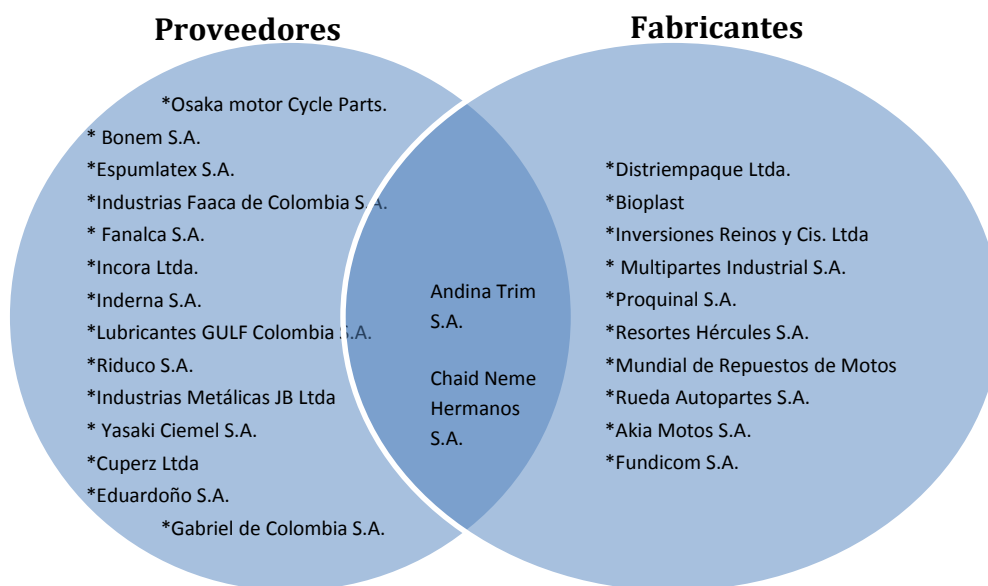 Proveedores
*Osaka motor Cycle Parts.
* Bonem S.A.
*Espumlatex S.A.
*Industrias Faaca de Colombia S.A.
* Fanalca S.A.
*Incora Ltda.
*Inderna S.A.
*Lubricantes GULF Colombia S.A.
*Riduco S.A.
*Industrias Metálicas JB Ltda
* Yasaki Ciemel S.A.
*Cuperz Ltda
*Eduardoño S.A.
*Gabriel de Colombia S.A.
Andina Trim
S.A.
Chaid Neme
Hermanos
S.A.
Fabricantes
*Distriempaque Ltda.
*Bioplast
*Inversiones Reinos y Cis. Ltda
* Multipartes Industrial S.A.
*Proquinal S.A.
*Resortes Hércules S.A.
*Mundial de Repuestos de Motos
*Rueda Autopartes S.A.
*Akia Motos S.A.
*Fundicom S.A.